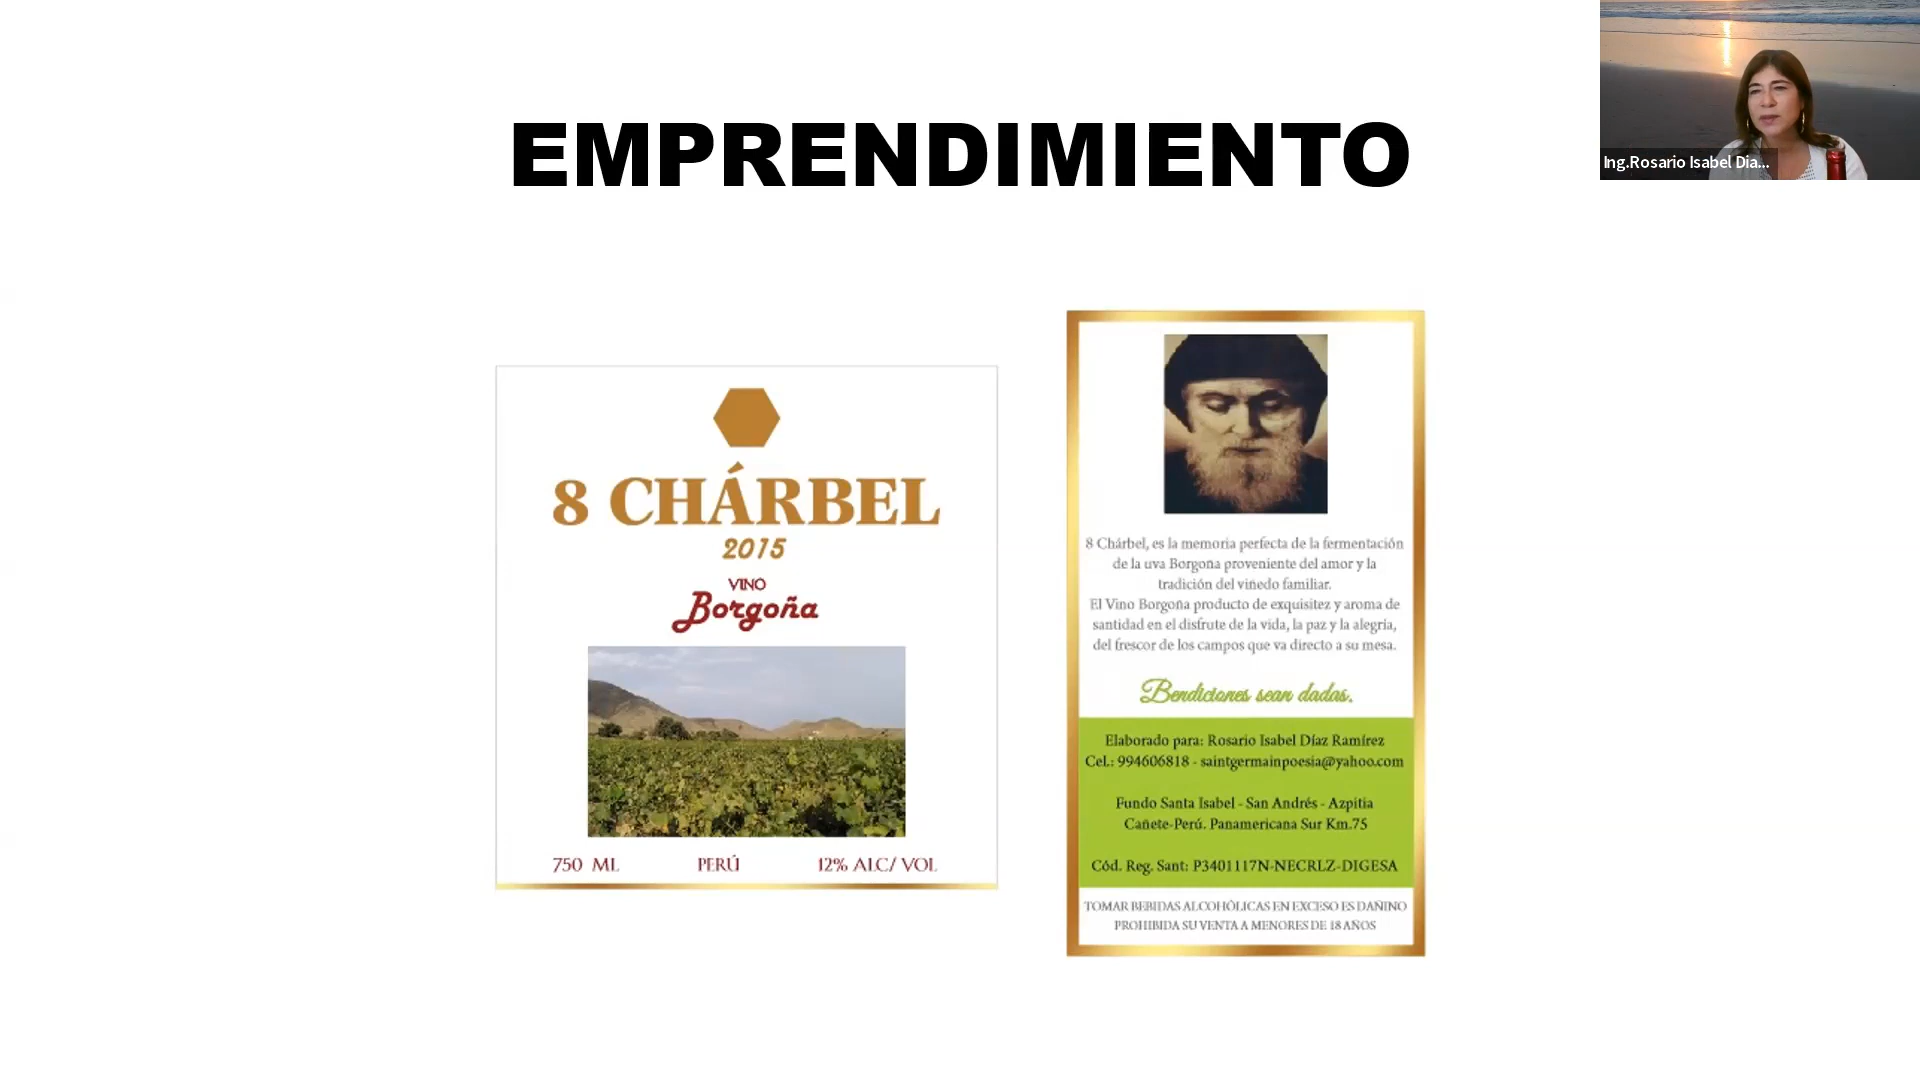 EMPRENDIMIENTO
Ing.Rosario Isabel Dia...
8 CHÁRBEL
2015
VINO
Borgoña
750 ML PERÚ 12% ALC/ VOL
8 Chárbel, es la memoria perfecta de la fermentación
de la uva Borgoña proveniente del amor y la
tradición del viñedo familiar.
El Vino Borgoña producto de exquisitez y aroma de
santidad en el disfrute de la vida, la paz y la alegría,
del frescor de los campos que va directo a su mesa.
Bendiciones sean dadas.
Elaborado para: Rosario Isabel Díaz Ramírez
Cel.: 994606818 - saintgermainpoesia@yahoo.com
Fundo Santa Isabel - San Andrés - Azpitia
Cañete-Perú. Panamericana Sur Km.75
Cód. Reg. Sant: P3401117N-NECRLZ-DIGESA
TOMAR BEBIDAS ALCOHÓLICAS EN EXCESO ES DAÑINO
PROHIBIDA SU VENTA A MENORES DE 18 AÑOS